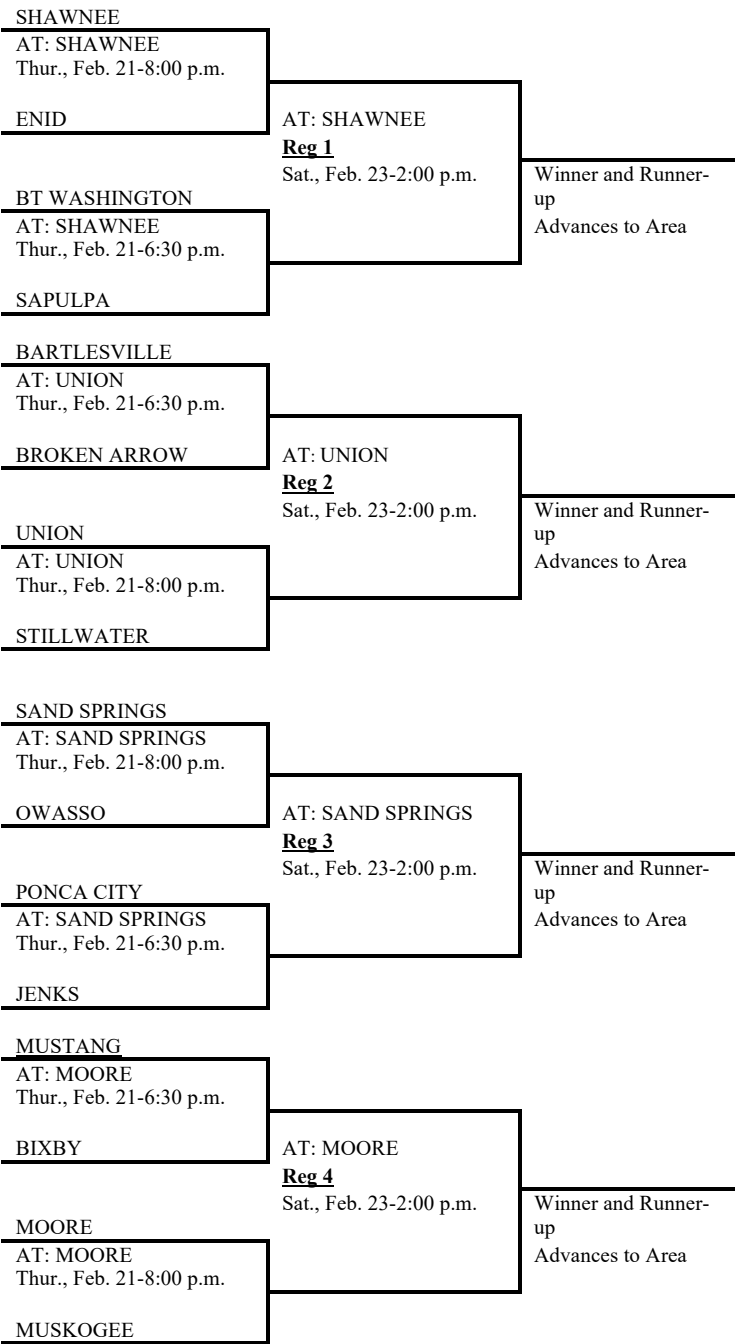 SHAWNEE
AT: SHAWNEE
Thur., Feb. 21-8:00 p.m.
ENID
AT: SHAWNEE
Reg 1
Sat., Feb. 23-2:00 p.m.
Winner and Runner-
up
Advances to Area
BT WASHINGTON
AT: SHAWNEE
Thur., Feb. 21-6:30 p.m.
SAPULPA
BARTLESVILLE
AT: UNION
Thur., Feb. 21-6:30 p.m.
BROKEN ARROW
AT: UNION
Reg 2
Sat., Feb. 23-2:00 p.m.
Winner and Runner-
up
Advances to Area
UNION
AT: UNION
Thur., Feb. 21-8:00 p.m.
STILLWATER
SAND SPRINGS
AT: SAND SPRINGS
Thur., Feb. 21-8:00 p.m.
OWASSO
AT: SAND SPRINGS
Reg 3
Sat., Feb. 23-2:00 p.m.
Winner and Runner-
up
Advances to Area
PONCA CITY
AT: SAND SPRINGS
Thur., Feb. 21-6:30 p.m.
JENKS
MUSTANG
AT: MOORE
Thur., Feb. 21-6:30 p.m.
BIXBY
AT: MOORE
Reg 4
Sat., Feb. 23-2:00 p.m.
Winner and Runner-
up
Advances to Area
MOORE
AT: MOORE
Thur., Feb. 21-8:00 p.m.
MUSKOGEE